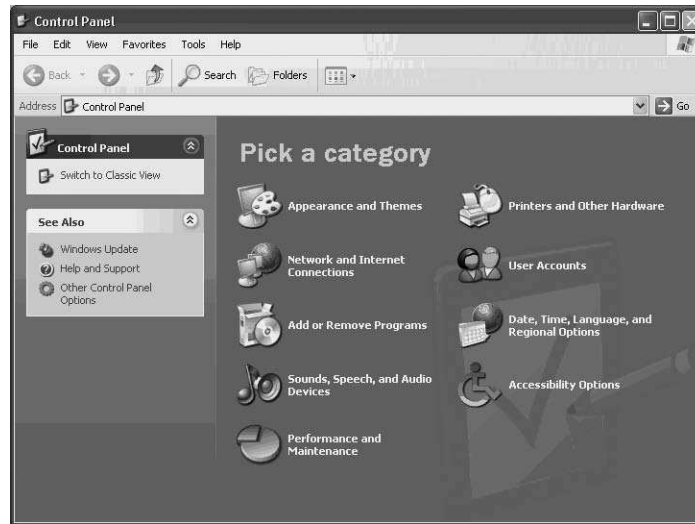 Control Panel
File Edit View Favorites Tools Help
Back Search Folders
Address Control Panel Go
Control Panel
Switch to Classic View
See Also
Windows Update
Help and Support
Other Control Panel
Options
Pick a category
Appearance and Themes
Printers and Other Hardware
Network and Internet
Connections
User Accounts
Add or Remove Programs
Date, Time, Language, and
Regional Options
Sounds, Speech, and Audio
Devices
Accessibility Options
Performance and
Maintenance